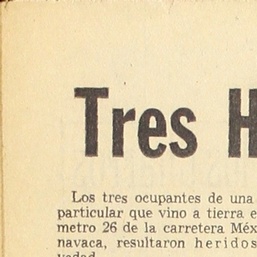 Tres H
Los tres ocupantes de una
particular que vino a tierra e
metro 26 de la carretera Méx
navaca, resultaron heridos
vedad